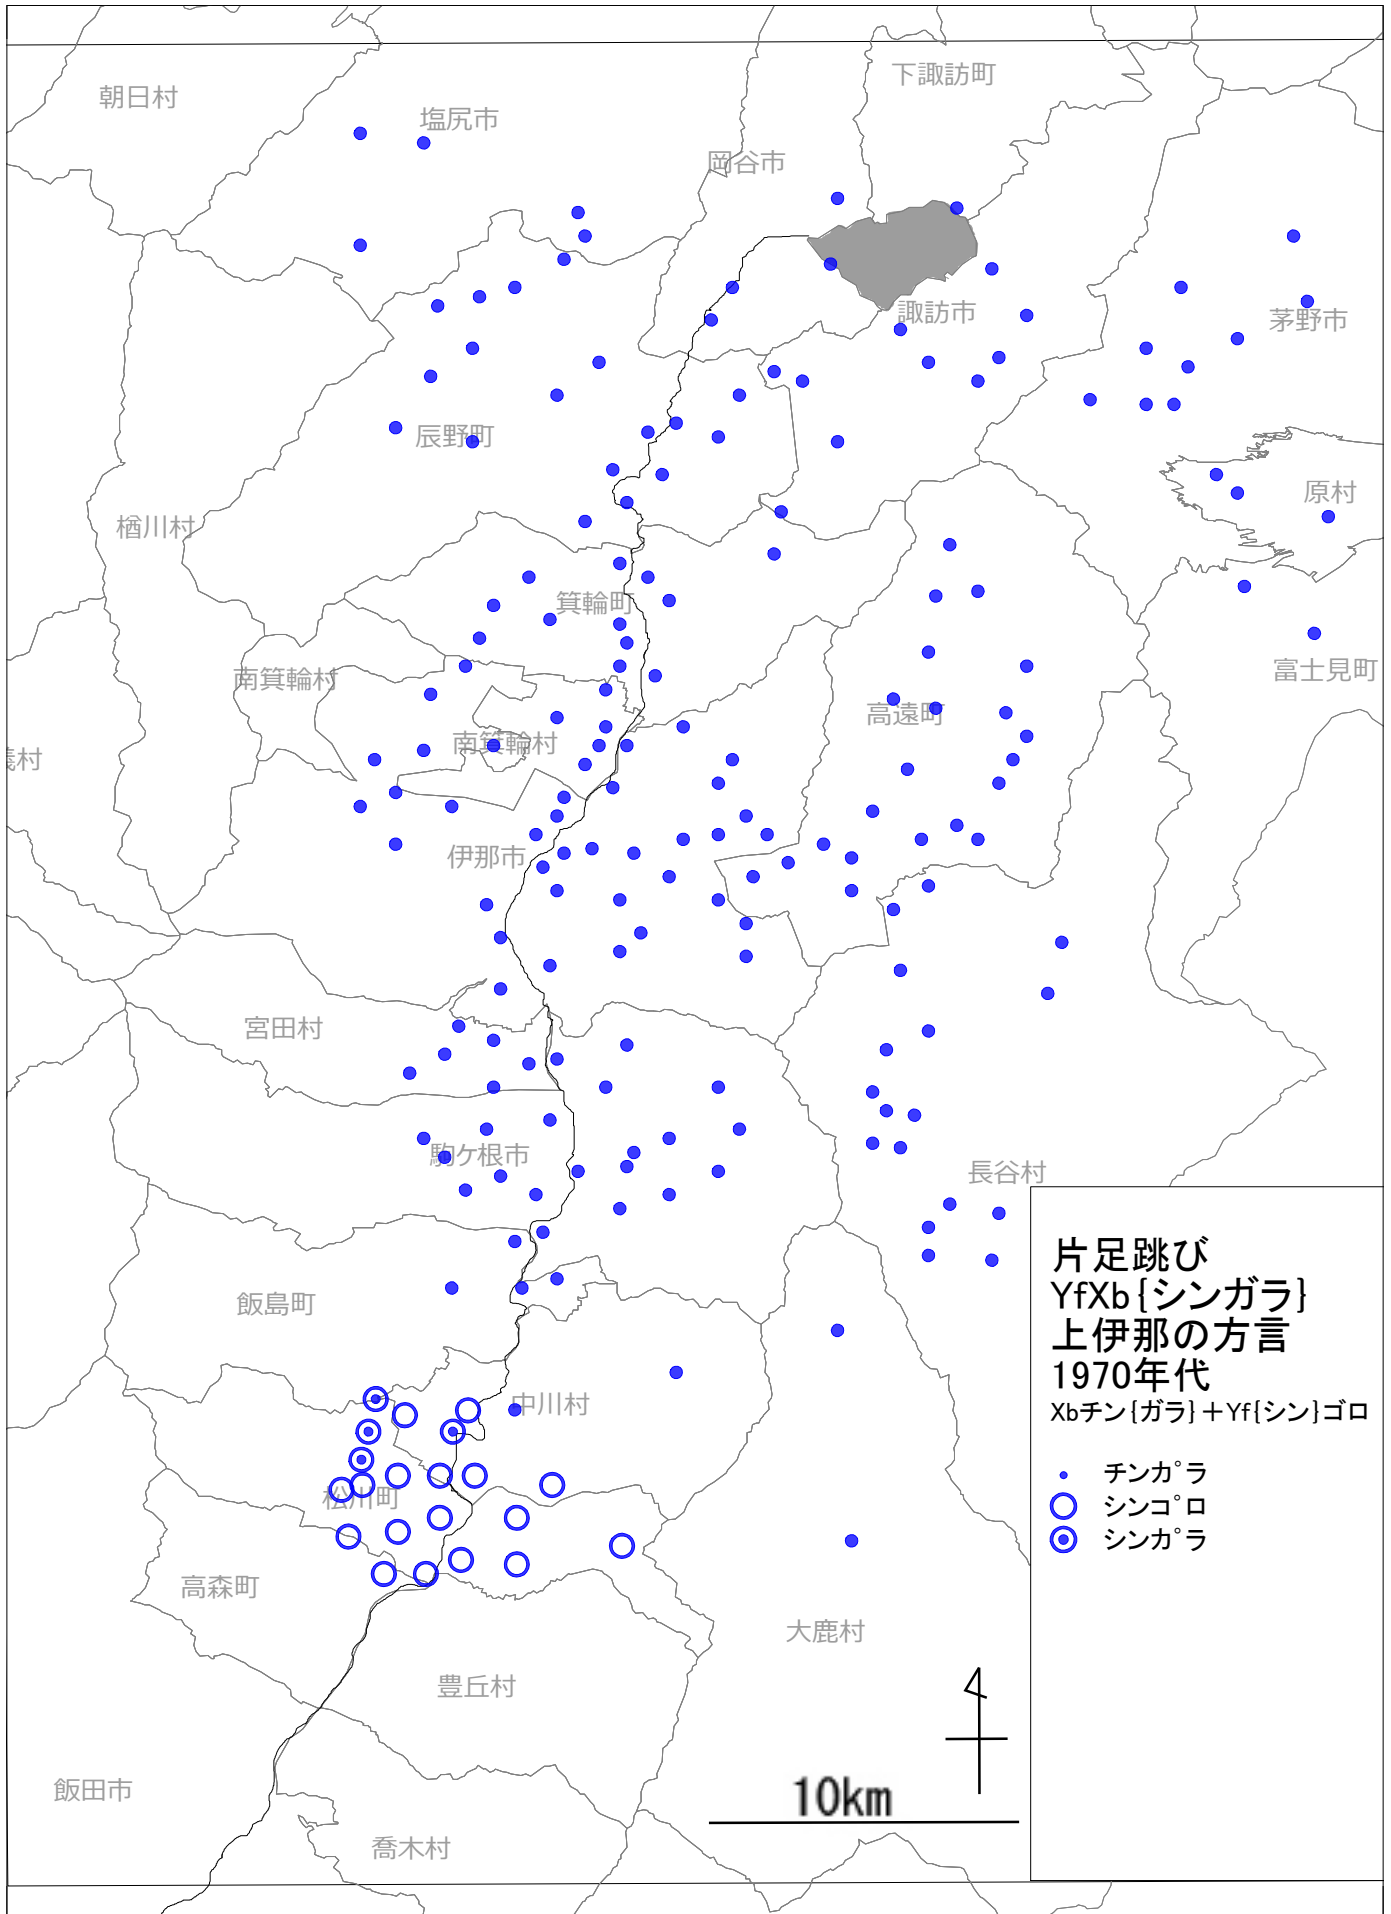 下諏訪町
朝日村
塩尻市
岡谷市
諏訪市
茅野市
辰野町
原村
楢川村
箕輪町
富士見町
南箕輪村
高遠町
南箕輪村
義村
伊那市
宮田村
駒ケ根市
長谷村
飯島町
中川村
松川町
高森町
大鹿村
豊丘村
飯田市
喬木村
10km
片足跳び
YfXb{シンガラ}
上伊那の方言
1970年代
Xbチン{ガラ}+Yf{シン}ゴロ
チンカ゚ラ
シンコ゚ロ
シンカ゚ラ